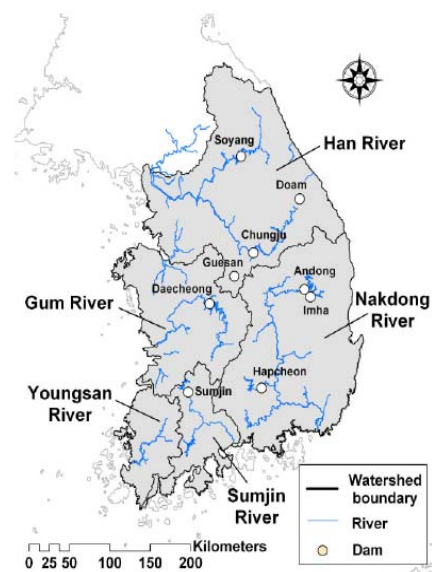 Soyang
Han River
Doam
Chungju
Guesan
Andong
Daecheong
Imha
Gum River
Nakdong
River
Hapcheon
Sumjin
Youngsan
River
Sumjin
River
Watershed
boundary
River
Dam
Kilometers
0 25 50 100 150 200